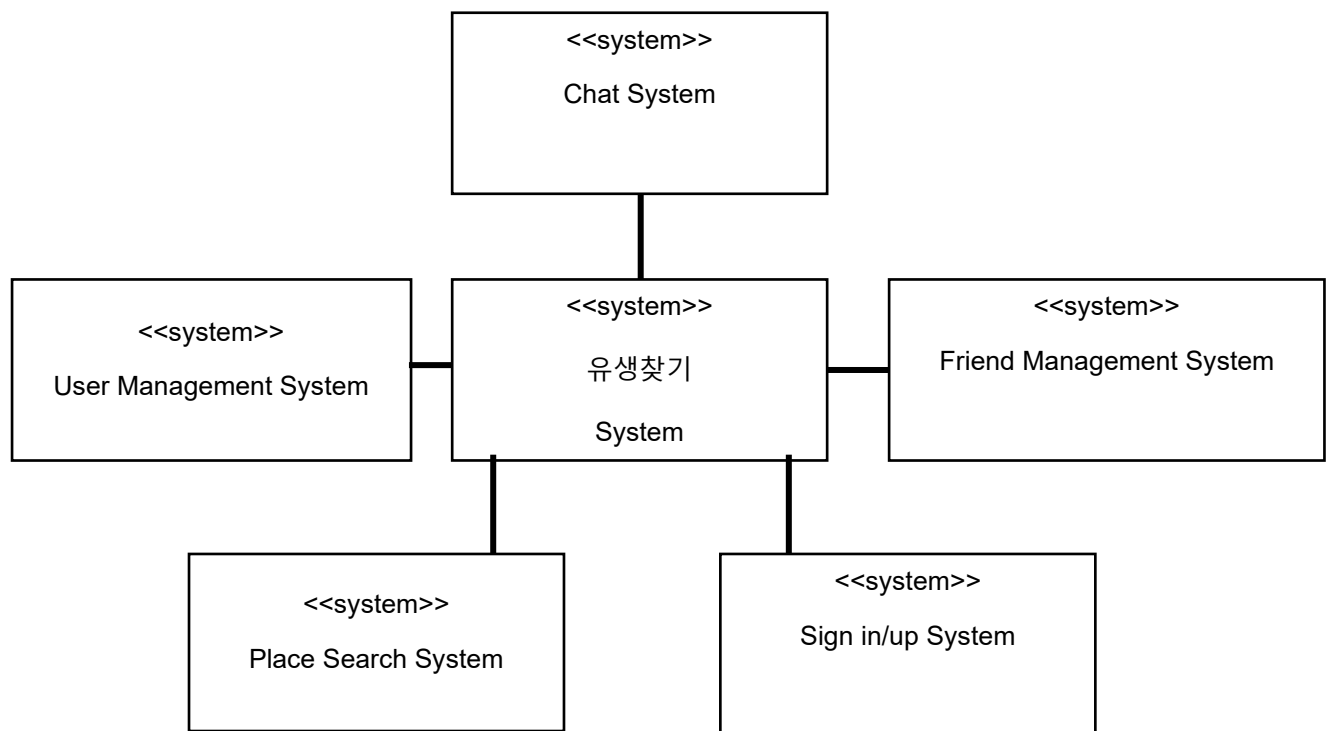 <<system>>
Chat System
<<system>>
User Management System
<<system>>
유생찾기
System
<<system>>
Friend Management System
<<system>>
Place Search System
<<system>>
Sign in/up System